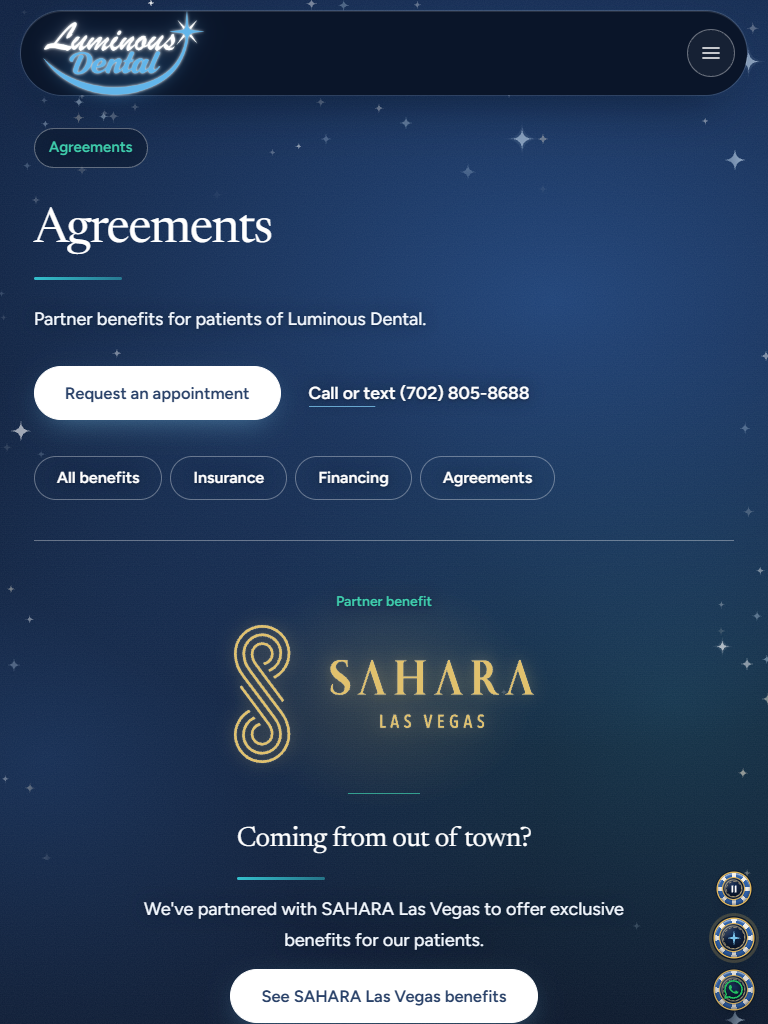 Luminous
Dental
Agreements
Agreements
Partner benefits for patients of Luminous Dental.
Request an appointment
Call or text (702) 805-8688
All benefits
Insurance
Financing
Agreements
Partner benefit
SAHARA
LAS VEGAS
Coming from out of town?
We've partnered with SAHARA Las Vegas to offer exclusive
benefits for our patients.
See SAHARA Las Vegas benefits